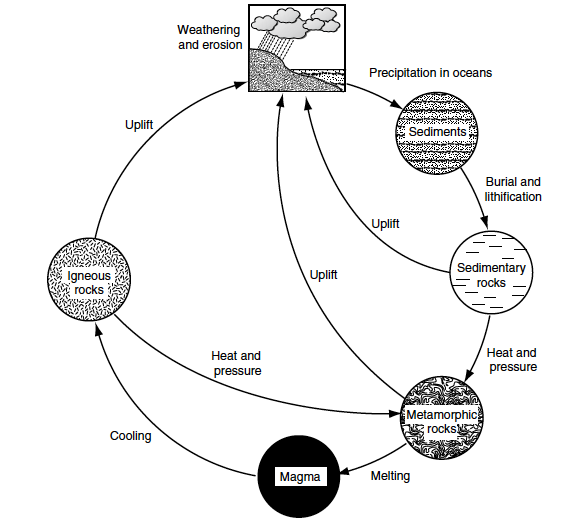 Weathering
and erosion
Precipitation in oceans
Sediments
Uplift
Burial and
lithification
Uplift
Sedimentary
rocks
Igneous
rocks
Uplift
Heat and
pressure
Heat and
pressure
Metamorphic
rocks
Cooling
Magma
Melting